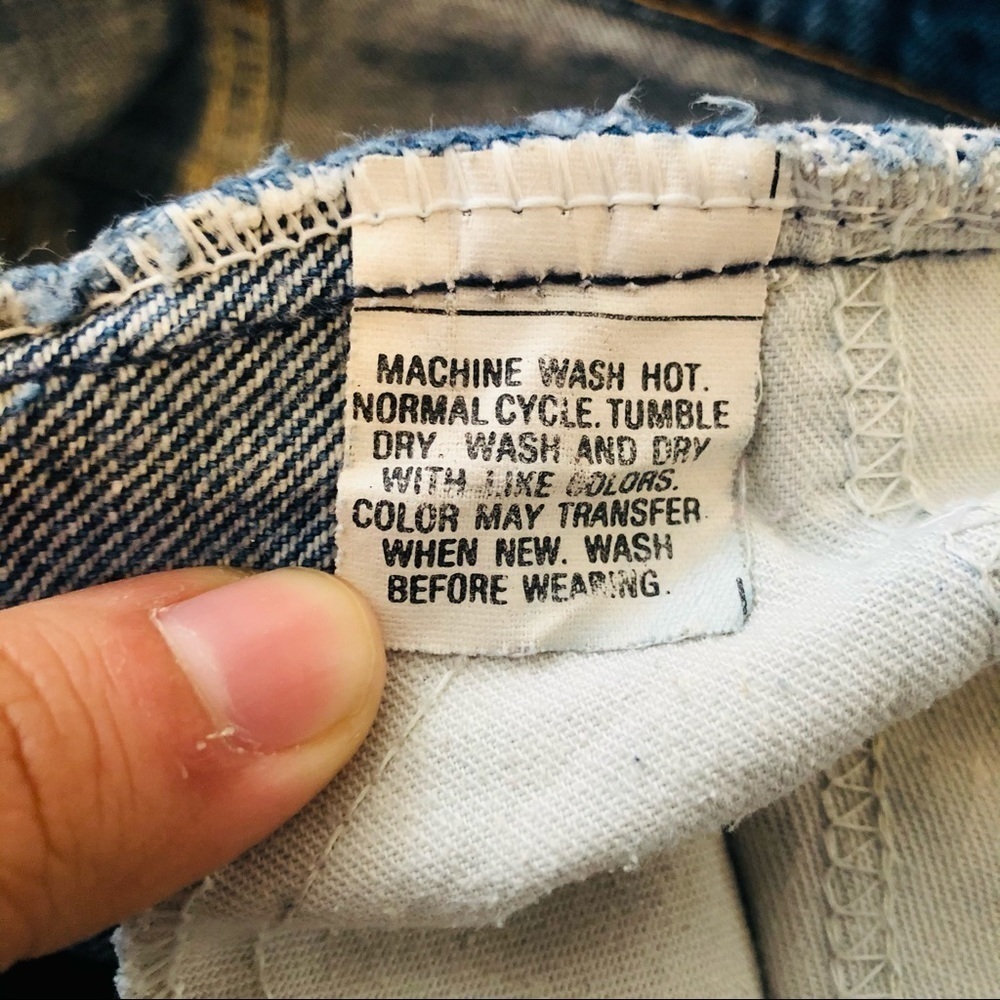 MACHINE WASH HOT.
NORMAL CYCLE. TUMBLE
DRY. WASH AND DRY
WITH LIKE COLORS.
COLOR MAY TRANSFER
WHEN NEW. WASH
BEFORE WEARING.